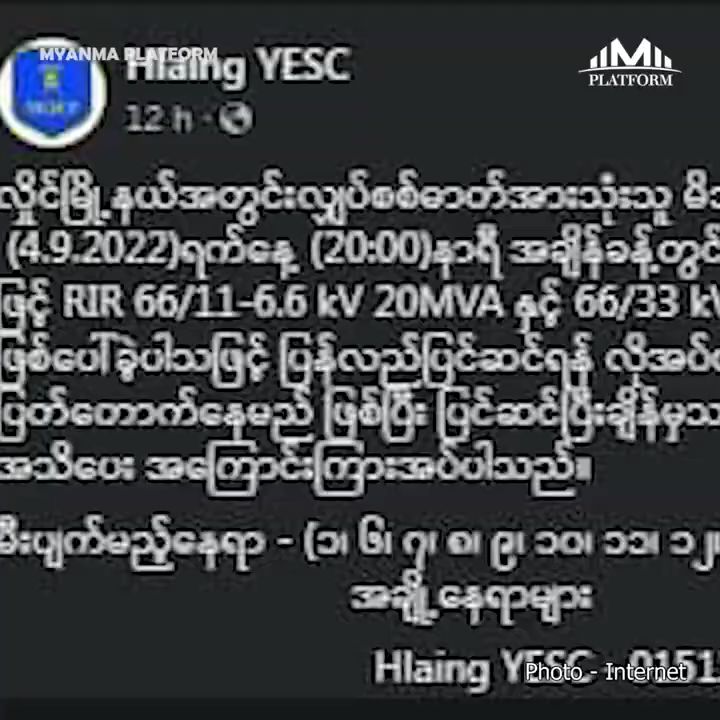 MYANMA PLATFORM
Hlaing YESC
12 h
M
PLATFORM
လှိုင်မြို့နယ်အတွင်းလျှပ်စစ်ဓာတ်အားသုံးသူ
(4.9.2022)ရက်နေ့ (20:00)နာရီ အချိန်ခန့်တွင်
ဖြင့် RIR 66/11-6.6 kV 20MVA နှင့် 66/33
ဖြစ်ပေါ်ခဲ့ပါသဖြင့် ပြန်လည်ပြင်ဆင်ရန်
ပြတ်တောက်နေမည် ဖြစ်ပြီး ပြင်ဆင်ပြီးချိန်မှသ
အသိပေး အကြောင်းကြားအပ်ပါသည်။
မီးပျက်မည့်နေရာ - (၁၊ ၆၊ ၇၊ ၈၊ ၉၊ ၁၀၊ ၁၁၊ ၁၂၊
အချို့နေရာများ
Hlaing YESC -
Photo - Internet